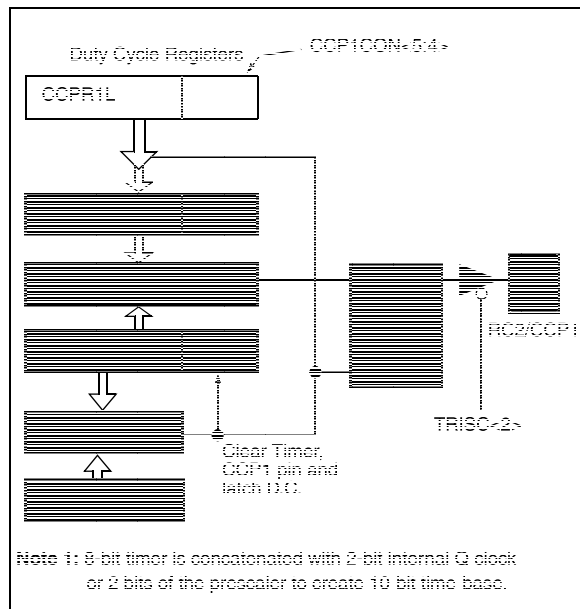 Duty Cycle Registers
CCP1CON<5:4>
CCPR1L
RC2/CCP1
TRISC<2>
Clear Timer,
CCP1 pin and
latch D.C.
Note 1: 8-bit timer is concatenated with 2-bit internal Q clock
or 2 bits of the prescaler to create 10-bit time-base.